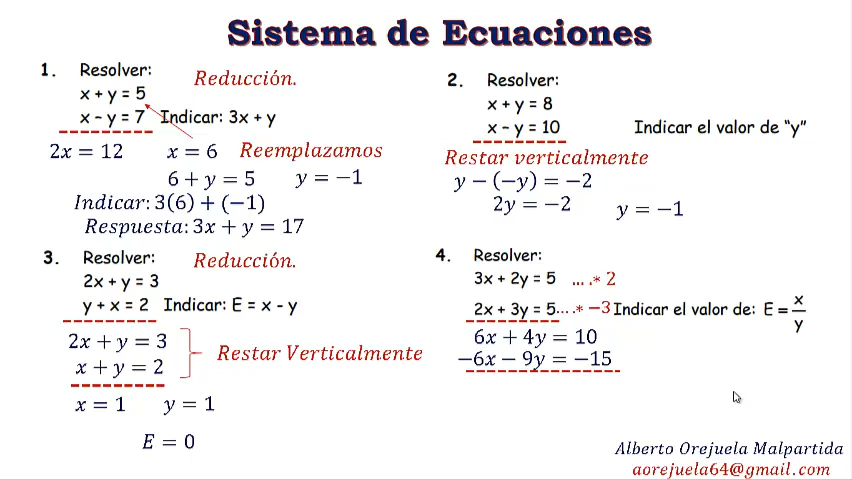 Sistema de Ecuaciones
1. Resolver:
x + y = 5
x – y = 7 Indicar: 3x + y
Reducción.
2x = 12 x = 6 Reemplazamos
6 + y = 5 y = −1
Indicar: 3(6) + (−1)
Respuesta: 3x + y = 17
2. Resolver:
x + y = 8
x – y = 10 Indicar el valor de “y”
Restar verticalmente
y − (−y) = −2
2y = −2 y = −1
3. Resolver:
2x + y = 3
y + x = 2 Indicar: E = x - y
Reducción.
2x + y = 3
x + y = 2
Restar Verticalmente
x = 1 y = 1
E = 0
4. Resolver:
3x + 2y = 5 ....∗ 2
2x + 3y = 5 ....∗ −3 Indicar el valor de: E = x/y
6x + 4y = 10
−6x − 9y = −15
Alberto Orejuela Malpartida
aorejuela64@gmail.com